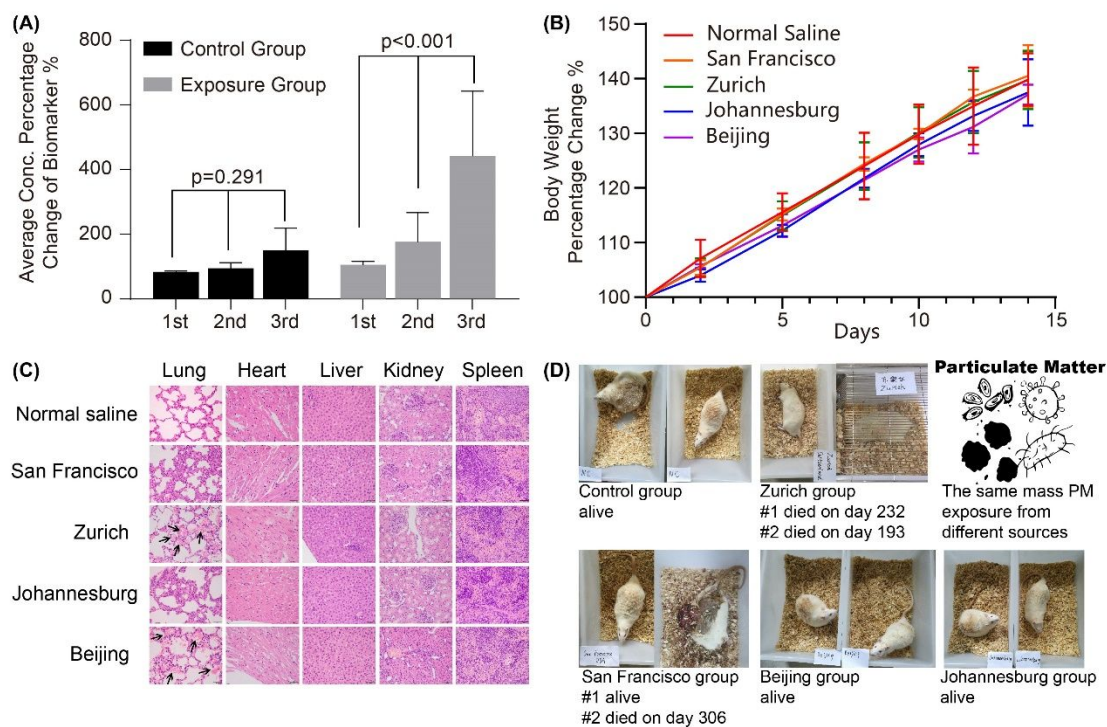 (A)
Average Conc. Percentage
Change of Biomarker %
800
600
400
200
0
Control Group
Exposure Group
p=0.291
p<0.001
1st 2nd 3rd 1st 2nd 3rd
(B)
Body Weight
Percentage Change %
150
140
130
120
110
100
Normal Saline
San Francisco
Zurich
Johannesburg
Beijing
0 5 10 15
Days
(C)
Lung Heart Liver Kidney Spleen
Normal saline
San Francisco
Zurich
Johannesburg
Beijing
(D)
Zurich
Particulate Matter
Control group
alive
Zurich group
#1 died on day 232
#2 died on day 193
The same mass PM
exposure from
different sources
San Francisco group
#1 alive
#2 died on day 306
Beijing group
alive
Johannesburg group
alive